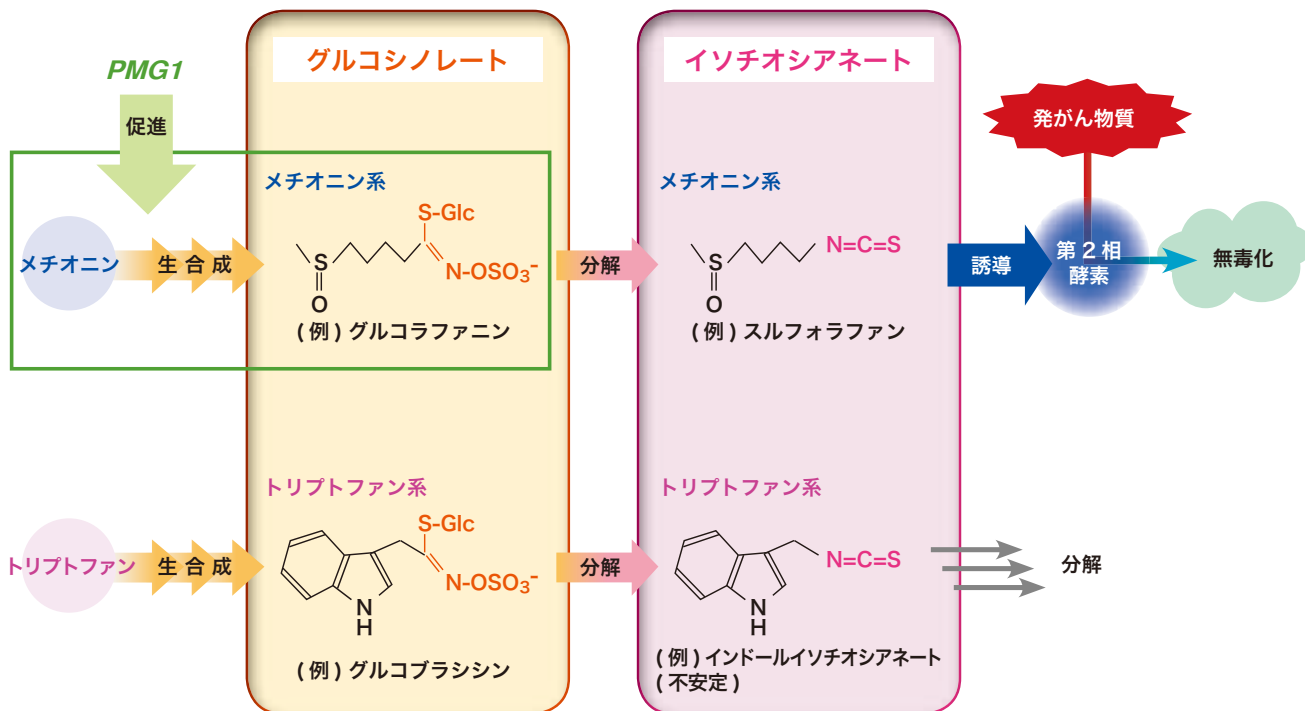 PMG1
促進
グルコシノレート
イソチオシアネート
発がん物質
メチオニン系
S-Glc
N-OSO₃⁻
S
O
(例)グルコラファニン
メチオニン
生合成
分解
メチオニン系
N=C=S
S
O
(例)スルフォラファン
誘導
第2相
酵素
無毒化
トリプトファン系
S-Glc
N-OSO₃⁻
N
H
(例)グルコブラシシン
トリプトファン
生合成
分解
トリプトファン系
N=C=S
N
H
(例)インドールイソチオシアネート
(不安定)
分解